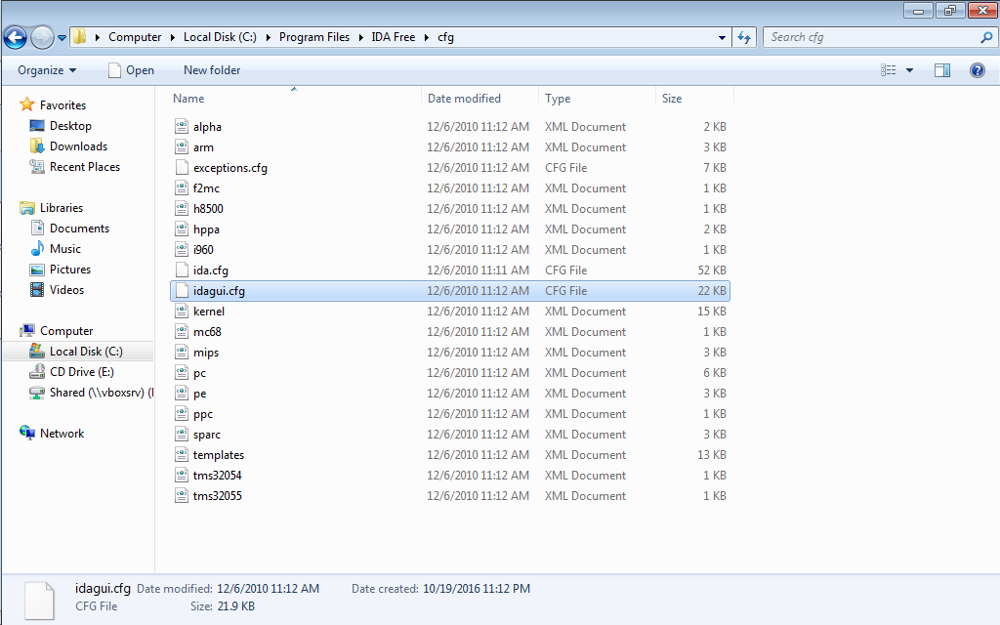 Computer Local Disk (C:) Program Files IDA Free cfg Search cfg
Organize Open New folder
Name Date modified Type Size
Favorites
Desktop
Downloads
Recent Places
Libraries
Documents
Music
Pictures
Videos
Computer
Local Disk (C:)
CD Drive (E:)
Shared (\\vboxsrv) (
Network
alpha 12/6/2010 11:12 AM XML Document 2 KB
arm 12/6/2010 11:12 AM XML Document 3 KB
exceptions.cfg 12/6/2010 11:12 AM CFG File 7 KB
f2mc 12/6/2010 11:12 AM XML Document 1 KB
h8500 12/6/2010 11:12 AM XML Document 1 KB
hppa 12/6/2010 11:12 AM XML Document 2 KB
i960 12/6/2010 11:12 AM XML Document 1 KB
ida.cfg 12/6/2010 11:11 AM CFG File 52 KB
idagui.cfg 12/6/2010 11:12 AM CFG File 22 KB
kernel 12/6/2010 11:12 AM XML Document 15 KB
mc68 12/6/2010 11:12 AM XML Document 1 KB
mips 12/6/2010 11:12 AM XML Document 3 KB
pc 12/6/2010 11:12 AM XML Document 6 KB
pe 12/6/2010 11:12 AM XML Document 3 KB
ppc 12/6/2010 11:12 AM XML Document 1 KB
sparc 12/6/2010 11:12 AM XML Document 3 KB
templates 12/6/2010 11:12 AM XML Document 13 KB
tms32054 12/6/2010 11:12 AM XML Document 1 KB
tms32055 12/6/2010 11:12 AM XML Document 1 KB
idagui.cfg Date modified: 12/6/2010 11:12 AM Date created: 10/19/2016 11:12 PM
CFG File Size: 21.9 KB